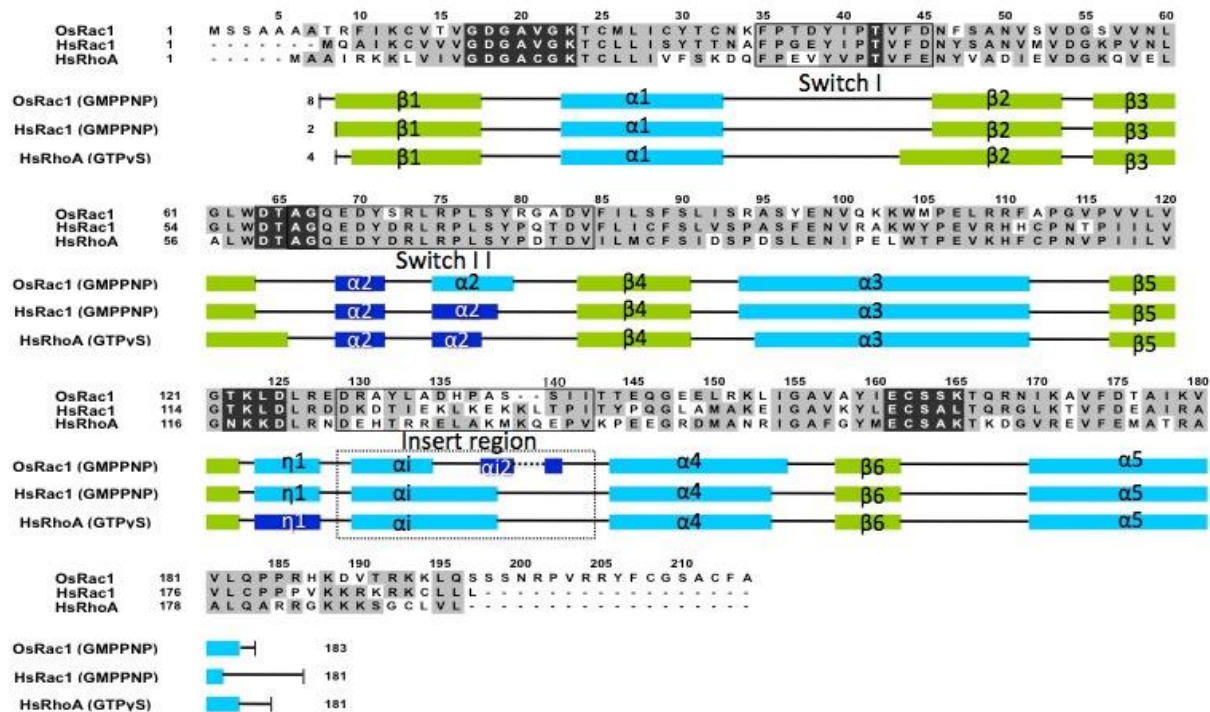 5 10 15 20 25 30 35 40 45 50 55 60
OsRac1 1 M S S A A A A T R F I K C V T V G D G A V G K T C M L I C Y T C N K F P T D Y I P T V F D N F S A N V S V D G S V V N L
HsRac1 1 - - - - - - - M Q A I K C V V V G D G A V G K T C L L I S Y T T N A F P G E Y I P T V F D N Y S A N V M V D G K P V N L
HsRhoA 1 - - - - - M A A I R K K L V I V G D G A C G K T C L L I V F S K D Q F P E V Y V P T V F E N Y V A D I E V D G K Q V E L
Switch I
OsRac1 (GMPPNP) 8 β1 α1 β2 β3
HsRac1 (GMPPNP) 2 β1 α1 β2 β3
HsRhoA (GTPγS) 4 β1 α1 β2 β3
65 70 75 80 85 90 95 100 105 110 115 120
OsRac1 61 G L W D T A G Q E D Y S R L R P L S Y R G A D V F I L S F S L I S R A S Y E N V Q K K W M P E L R R F A P G V P V V L V
HsRac1 54 G L W D T A G Q E D Y D R L R P L S Y P Q T D V F L I C F S L V S P A S F E N V R A K W Y P E V R H H C P N T P I I L V
HsRhoA 56 A L W D T A G Q E D Y D R L R P L S Y P D T D V I L M C F S I D S P D S L E N I P E L W T P E V K H F C P N V P I I L V
Switch I I
OsRac1 (GMPPNP) α2 α2 β4 α3 β5
HsRac1 (GMPPNP) α2 α2 β4 α3 β5
HsRhoA (GTPγS) α2 α2 β4 α3 β5
125 130 135 140 145 150 155 160 165 170 175 180
OsRac1 121 G T K L D L R E D R A Y L A D H P A S - - S I I T T E Q G E E L R K L I G A V A Y I E C S S K T Q R N I K A V F D T A I K V
HsRac1 114 G T K L D L R D D K D T I E K L K E K K L T P I T Y P Q G L A M A K E I G A V K Y L E C S A L T Q R G L K T V F D E A I R A
HsRhoA 116 G N K K D L R N D E H T R R E L A K M K Q E P V K P E E G R D M A N R I G A F G Y M E C S A K T K D G V R E V F E M A T R A
Insert region
OsRac1 (GMPPNP) η1 αi αi2 α4 β6 α5
HsRac1 (GMPPNP) η1 αi α4 β6 α5
HsRhoA (GTPγS) η1 αi α4 β6 α5
185 190 195 200 205 210
OsRac1 181 V L Q P P R H K D V T R K K L Q S S S N R P V R R Y F C G S A C F A
HsRac1 176 V L C P P P V K K R K R K C L L L - - - - - - - - - - - - - - - - -
HsRhoA 178 A L Q A R R G K K K S G C L V L - - - - - - - - - - - - - - - - - -
OsRac1 (GMPPNP) 183
HsRac1 (GMPPNP) 181
HsRhoA (GTPγS) 181